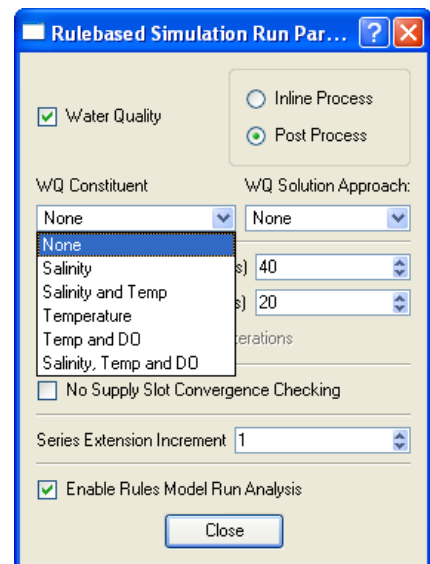 Rulebased Simulation Run Par...
Water Quality
Inline Process
Post Process
WQ Constituent
WQ Solution Approach:
None
None
None
Salinity
Salinity and Temp
Temperature
Temp and DO
Salinity, Temp and DO
s) 40
s) 20
erations
No Supply Slot Convergence Checking
Series Extension Increment 1
Enable Rules Model Run Analysis
Close